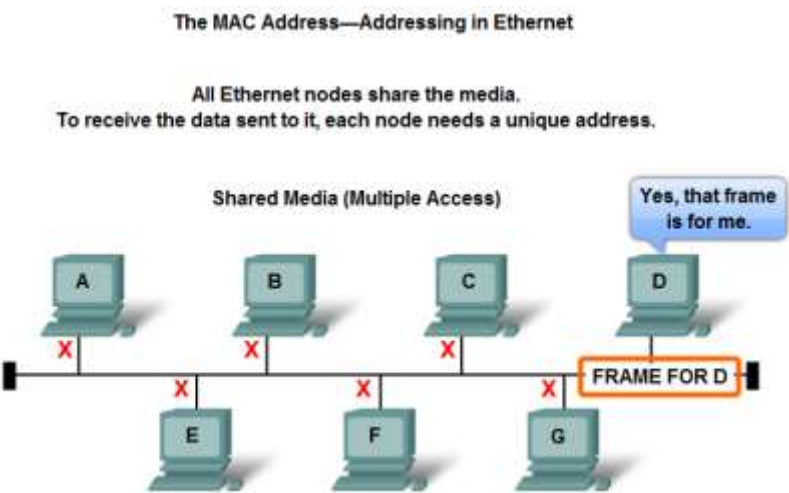 The MAC Address—Addressing in Ethernet
All Ethernet nodes share the media.
To receive the data sent to it, each node needs a unique address.
Shared Media (Multiple Access)
Yes, that frame
is for me.
A
B
C
D
X
X
X
FRAME FOR D
X
X
X
E
F
G